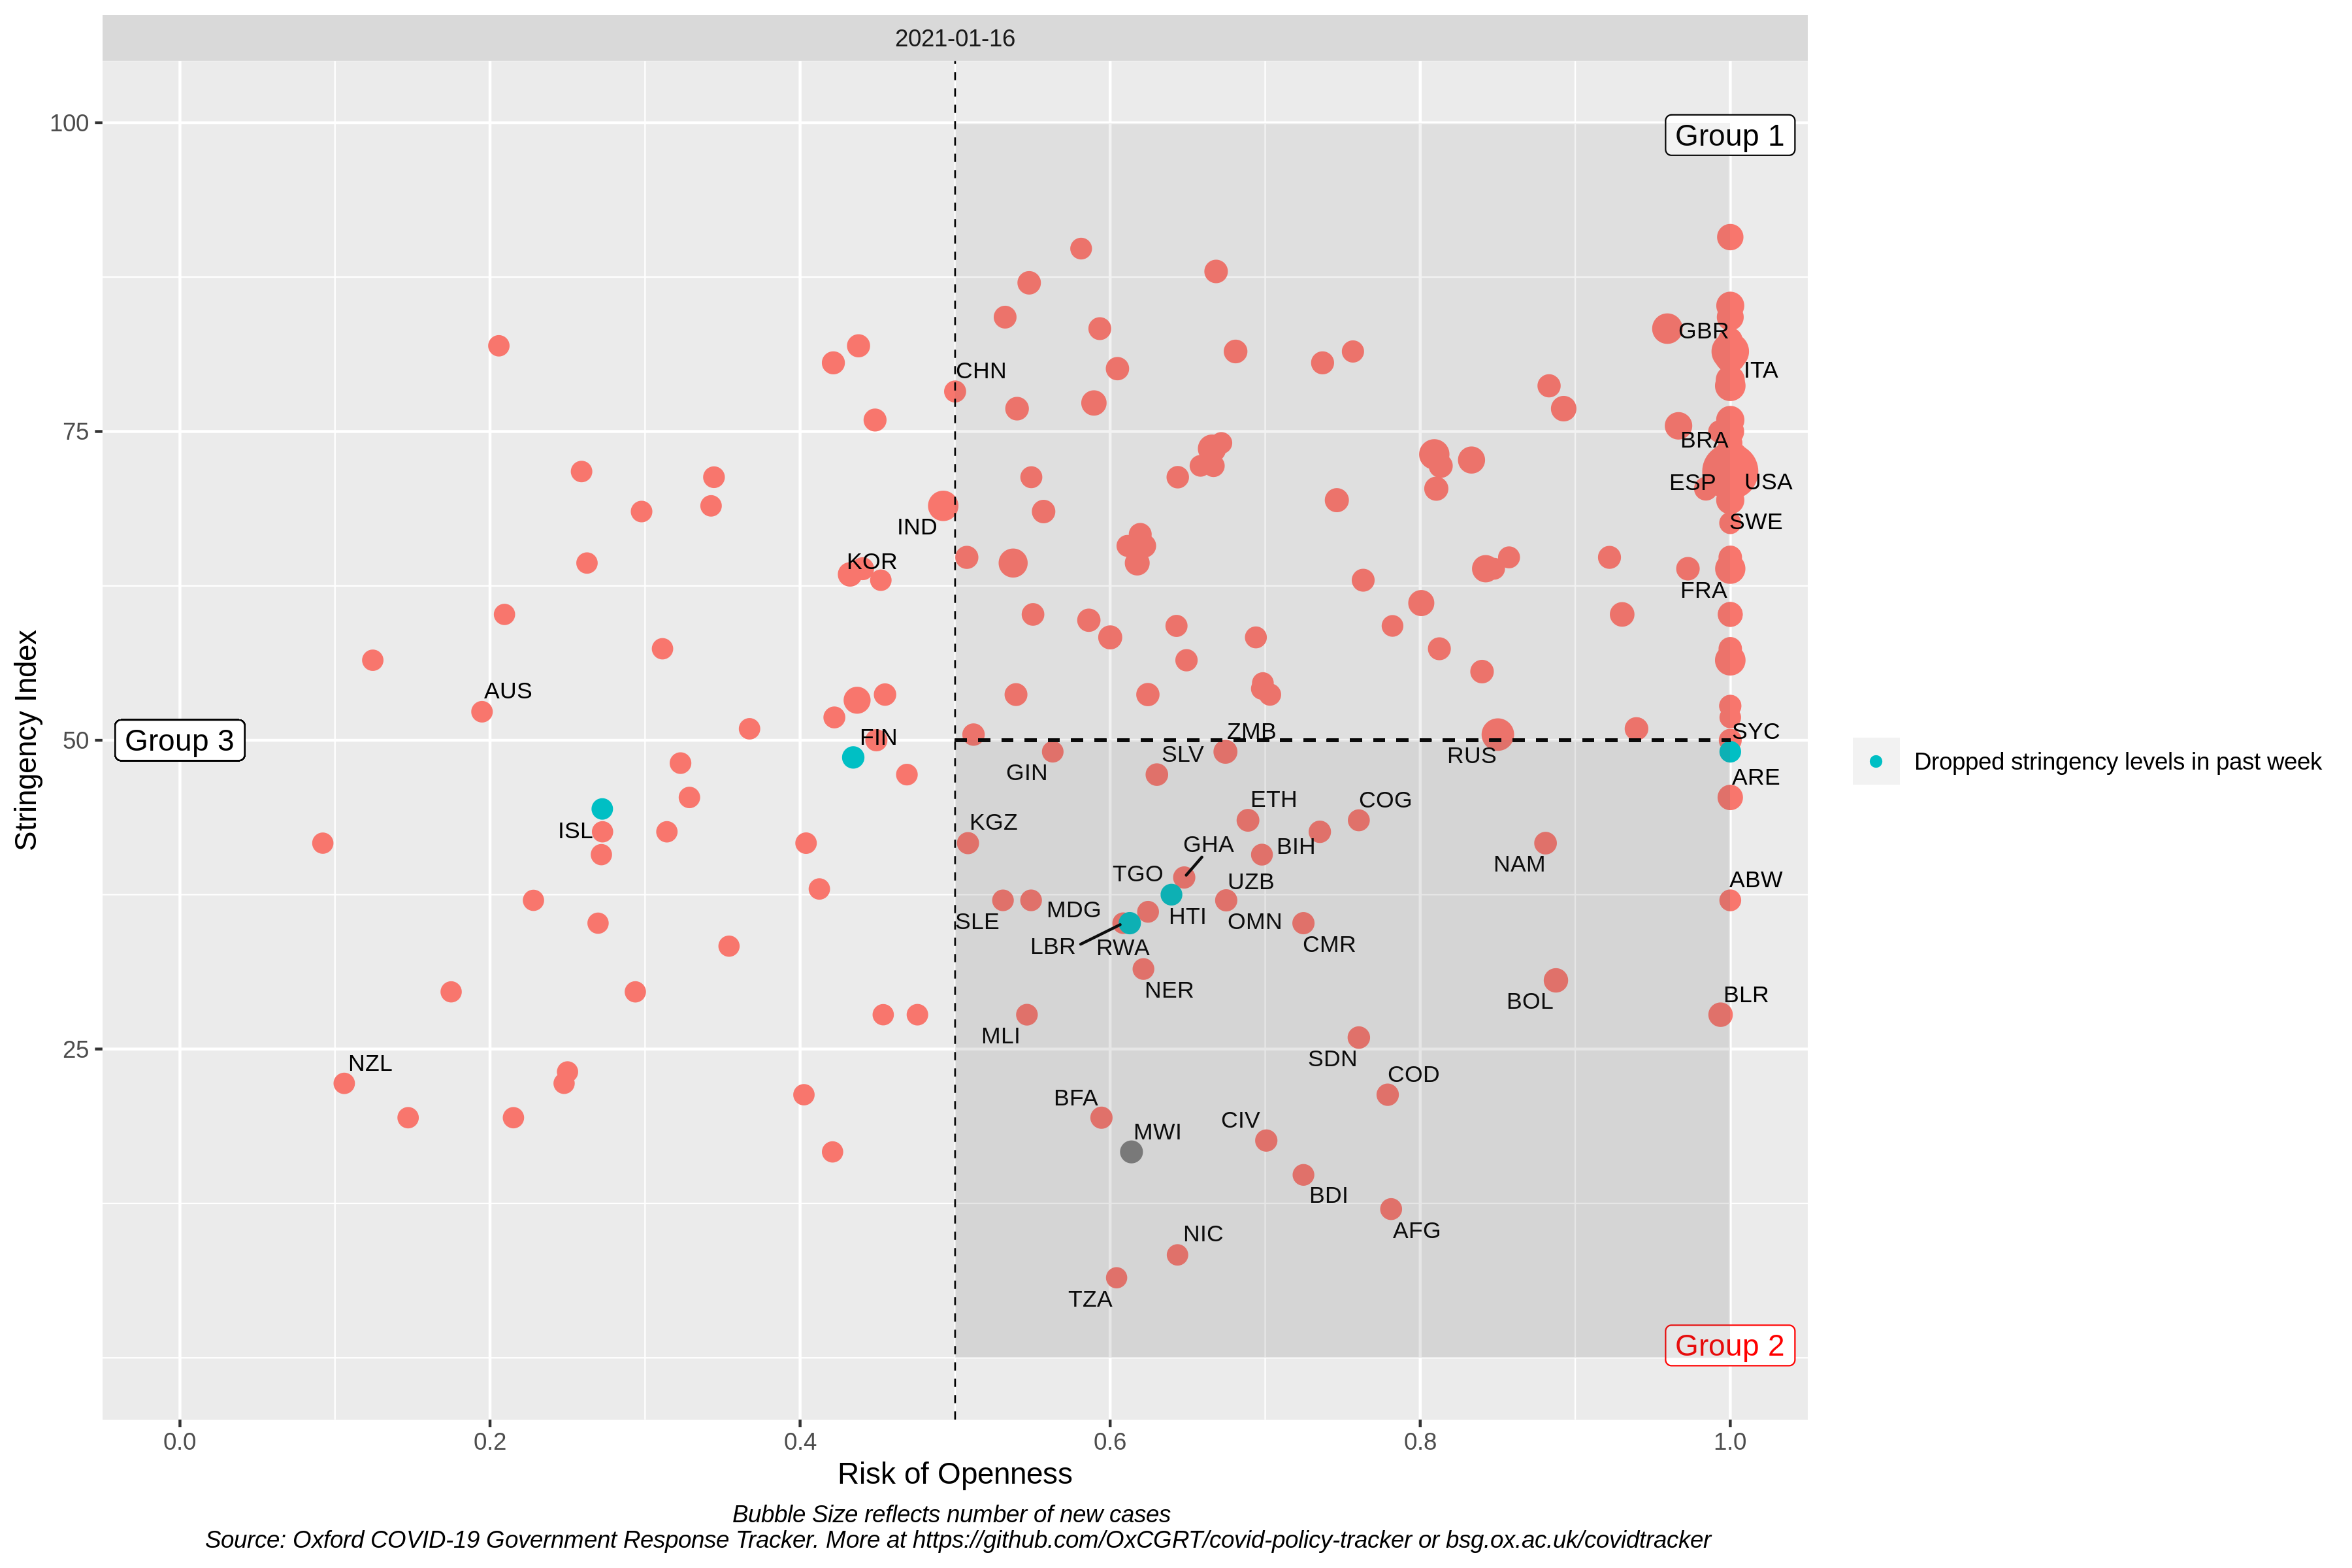 2021-01-16
100
Group 1
GBR
CHN
ITA
75
BRA
ESP
USA
IND
SWE
KOR
FRA
AUS
Stringency Index
Group 3
50
FIN
ZMB
SYC
SLV
RUS
GIN
ARE
Dropped stringency levels in past week
ETH
COG
KGZ
ISL
GHA
BIH
NAM
TGO
UZB
ABW
MDG
SLE
HTI
OMN
LBR
RWA
CMR
NER
BOL
BLR
MLI
25
NZL
SDN
COD
BFA
CIV
MWI
BDI
AFG
NIC
TZA
Group 2
0.0 0.2 0.4 0.6 0.8 1.0
Risk of Openness
Bubble Size reflects number of new cases
Source: Oxford COVID-19 Government Response Tracker. More at https://github.com/OxCGRT/covid-policy-tracker or bsg.ox.ac.uk/covidtracker